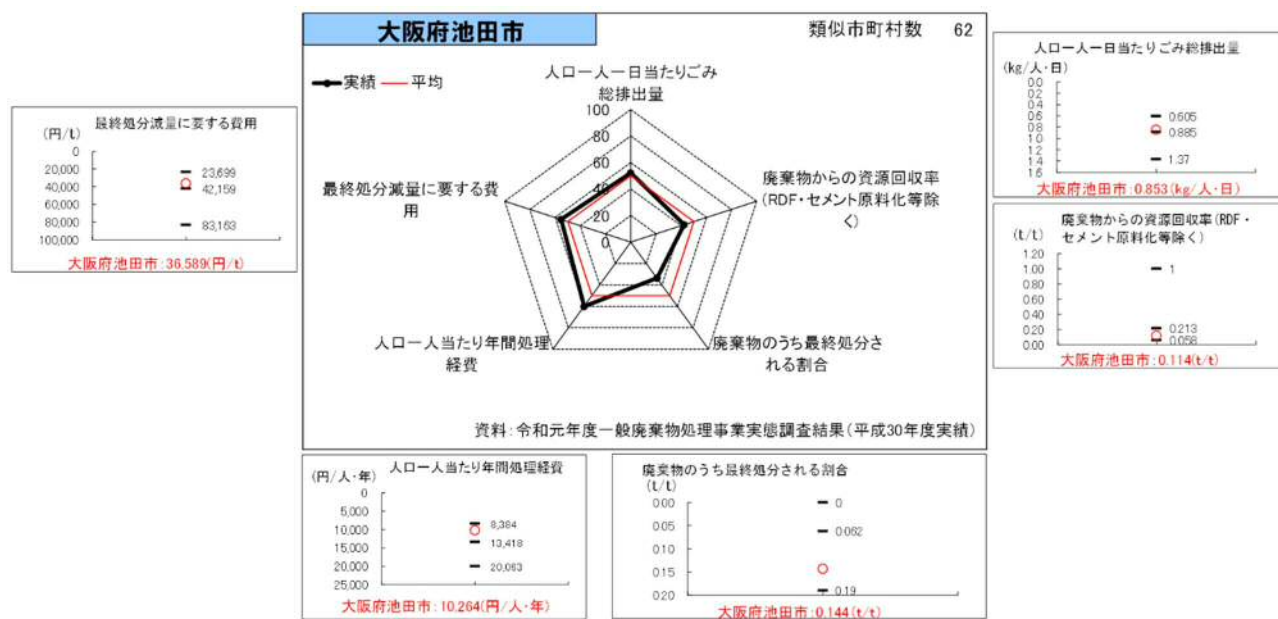 大阪府池田市
類似市町村数 62
実績
平均
人口一人一日当たりごみ
総排出量
100
80
60
40
20
0
廃棄物からの資源回収率
(RDF・セメント原料化等除
く)
廃棄物のうち最終処分さ
れる割合
人口一人当たり年間処理
経費
最終処分減量に要する費
用
資料:令和元年度一般廃棄物処理事業実態調査結果(平成30年度実績)
最終処分減量に要する費用
(円/t)
0
20,000
40,000
60,000
80,000
100,000
23,699
42,159
83,163
大阪府池田市:36,589(円/t)
人口一人一日当たりごみ総排出量
(kg/人・日)
0.0
0.2
0.4
0.6
0.8
1.0
1.2
1.4
1.6
0.605
0.885
1.37
大阪府池田市:0.853(kg/人・日)
廃棄物からの資源回収率(RDF・
セメント原料化等除く)
(t/t)
1.20
1.00
0.80
0.60
0.40
0.20
0.00
1
0.213
0.058
大阪府池田市:0.114(t/t)
人口一人当たり年間処理経費
(円/人・年)
0
5,000
10,000
15,000
20,000
25,000
8,384
13,418
20,063
大阪府池田市:10,264(円/人・年)
廃棄物のうち最終処分される割合
(t/t)
0.00
0.05
0.10
0.15
0.20
0
0.062
0.19
大阪府池田市:0.144(t/t)